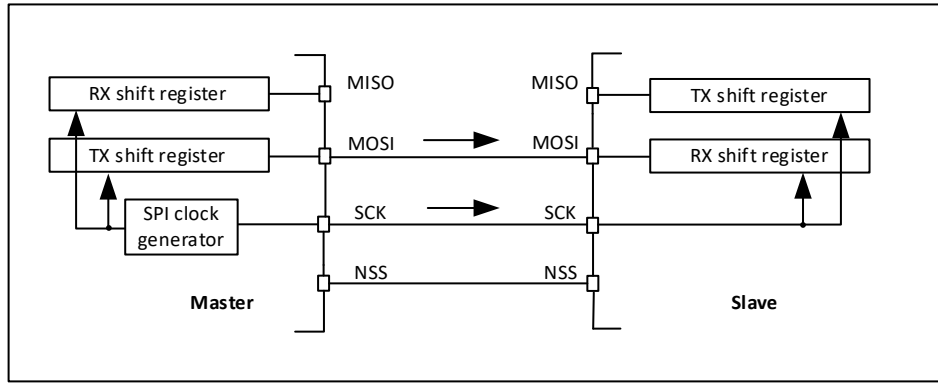 MISO
MISO
RX shift register
TX shift register
MOSI
MOSI
TX shift register
RX shift register
SCK
SCK
SPI clock
generator
NSS
NSS
Master
Slave